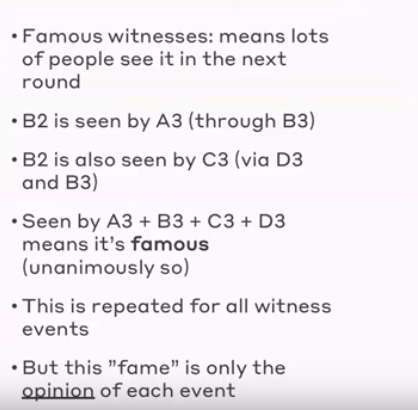 • Famous witnesses: means lots
of people see it in the next
round
• B2 is seen by A3 (through B3)
• B2 is also seen by C3 (via D3
and B3)
• Seen by A3 + B3 + C3 + D3
means it's famous
(unanimously so)
• This is repeated for all witness
events
• But this "fame" is only the
opinion of each event